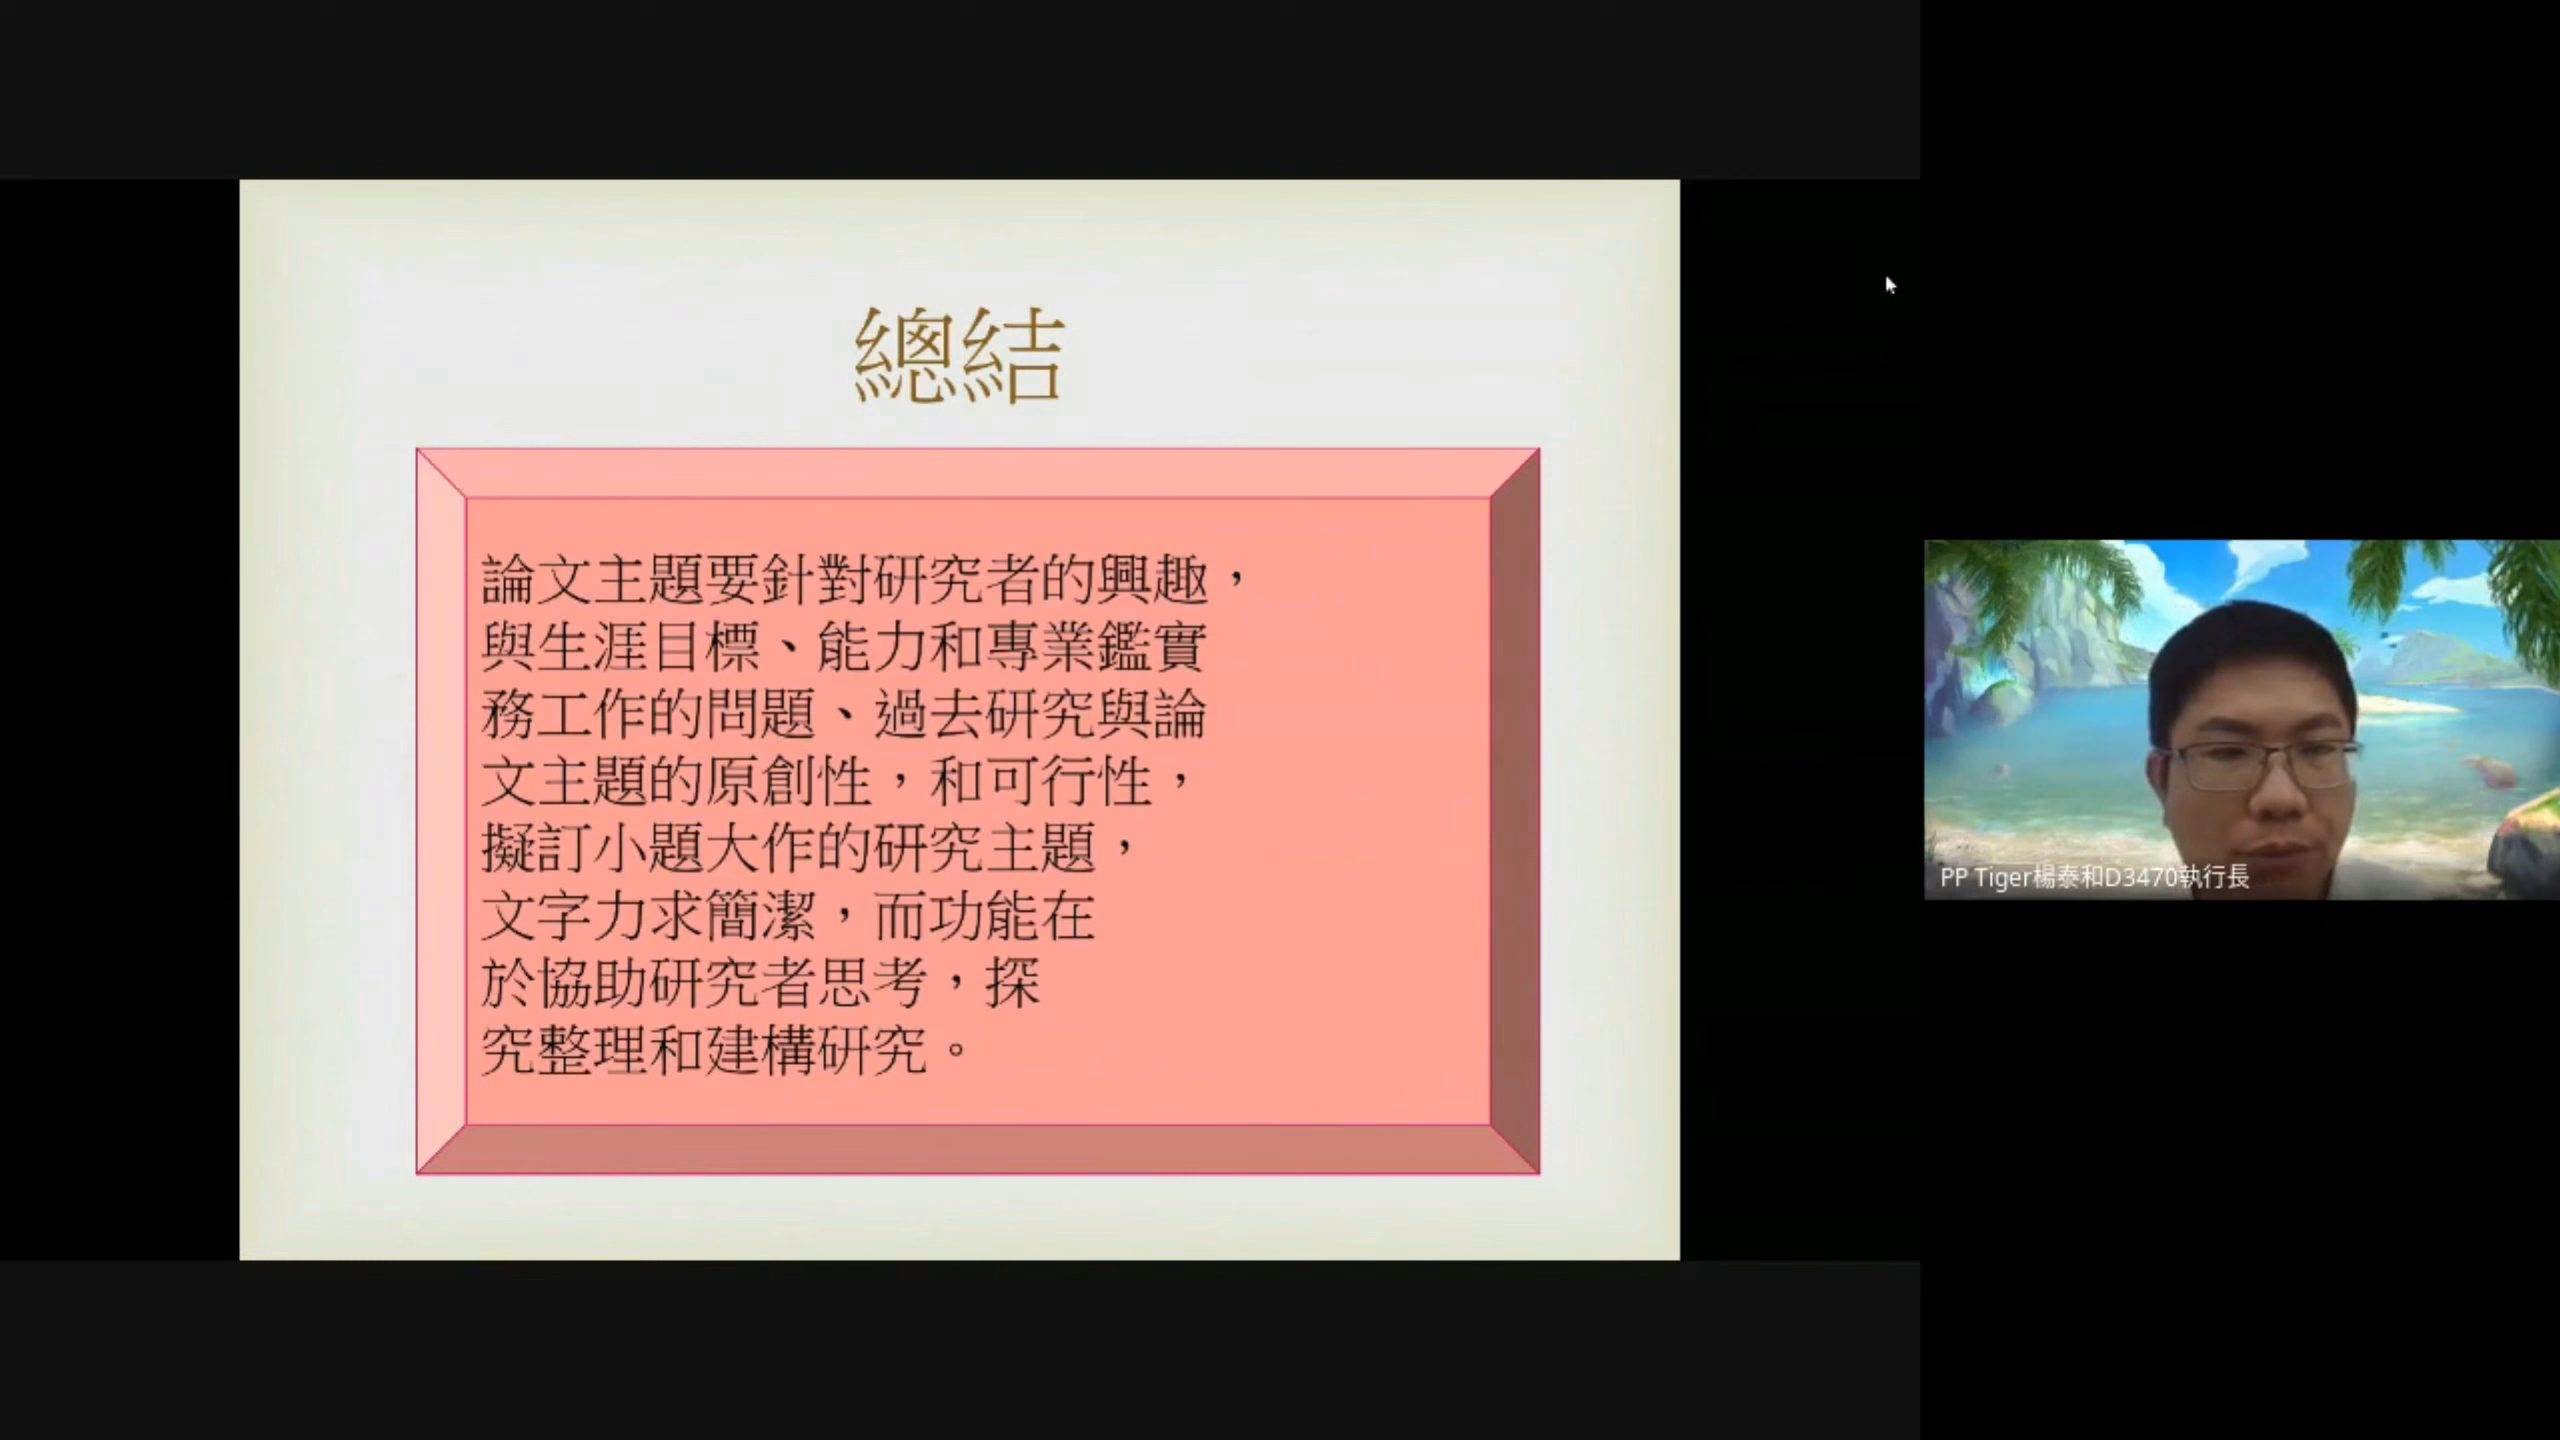 總結
論文主題要針對研究者的興趣，
與生涯目標、能力和專業鑑實
務工作的問題、過去研究與論
文主題的原創性，和可行性，
擬訂小題大作的研究主題，
文字力求簡潔，而功能在
於協助研究者思考，探
究整理和建構研究。
PP Tiger楊泰和D3470執行長